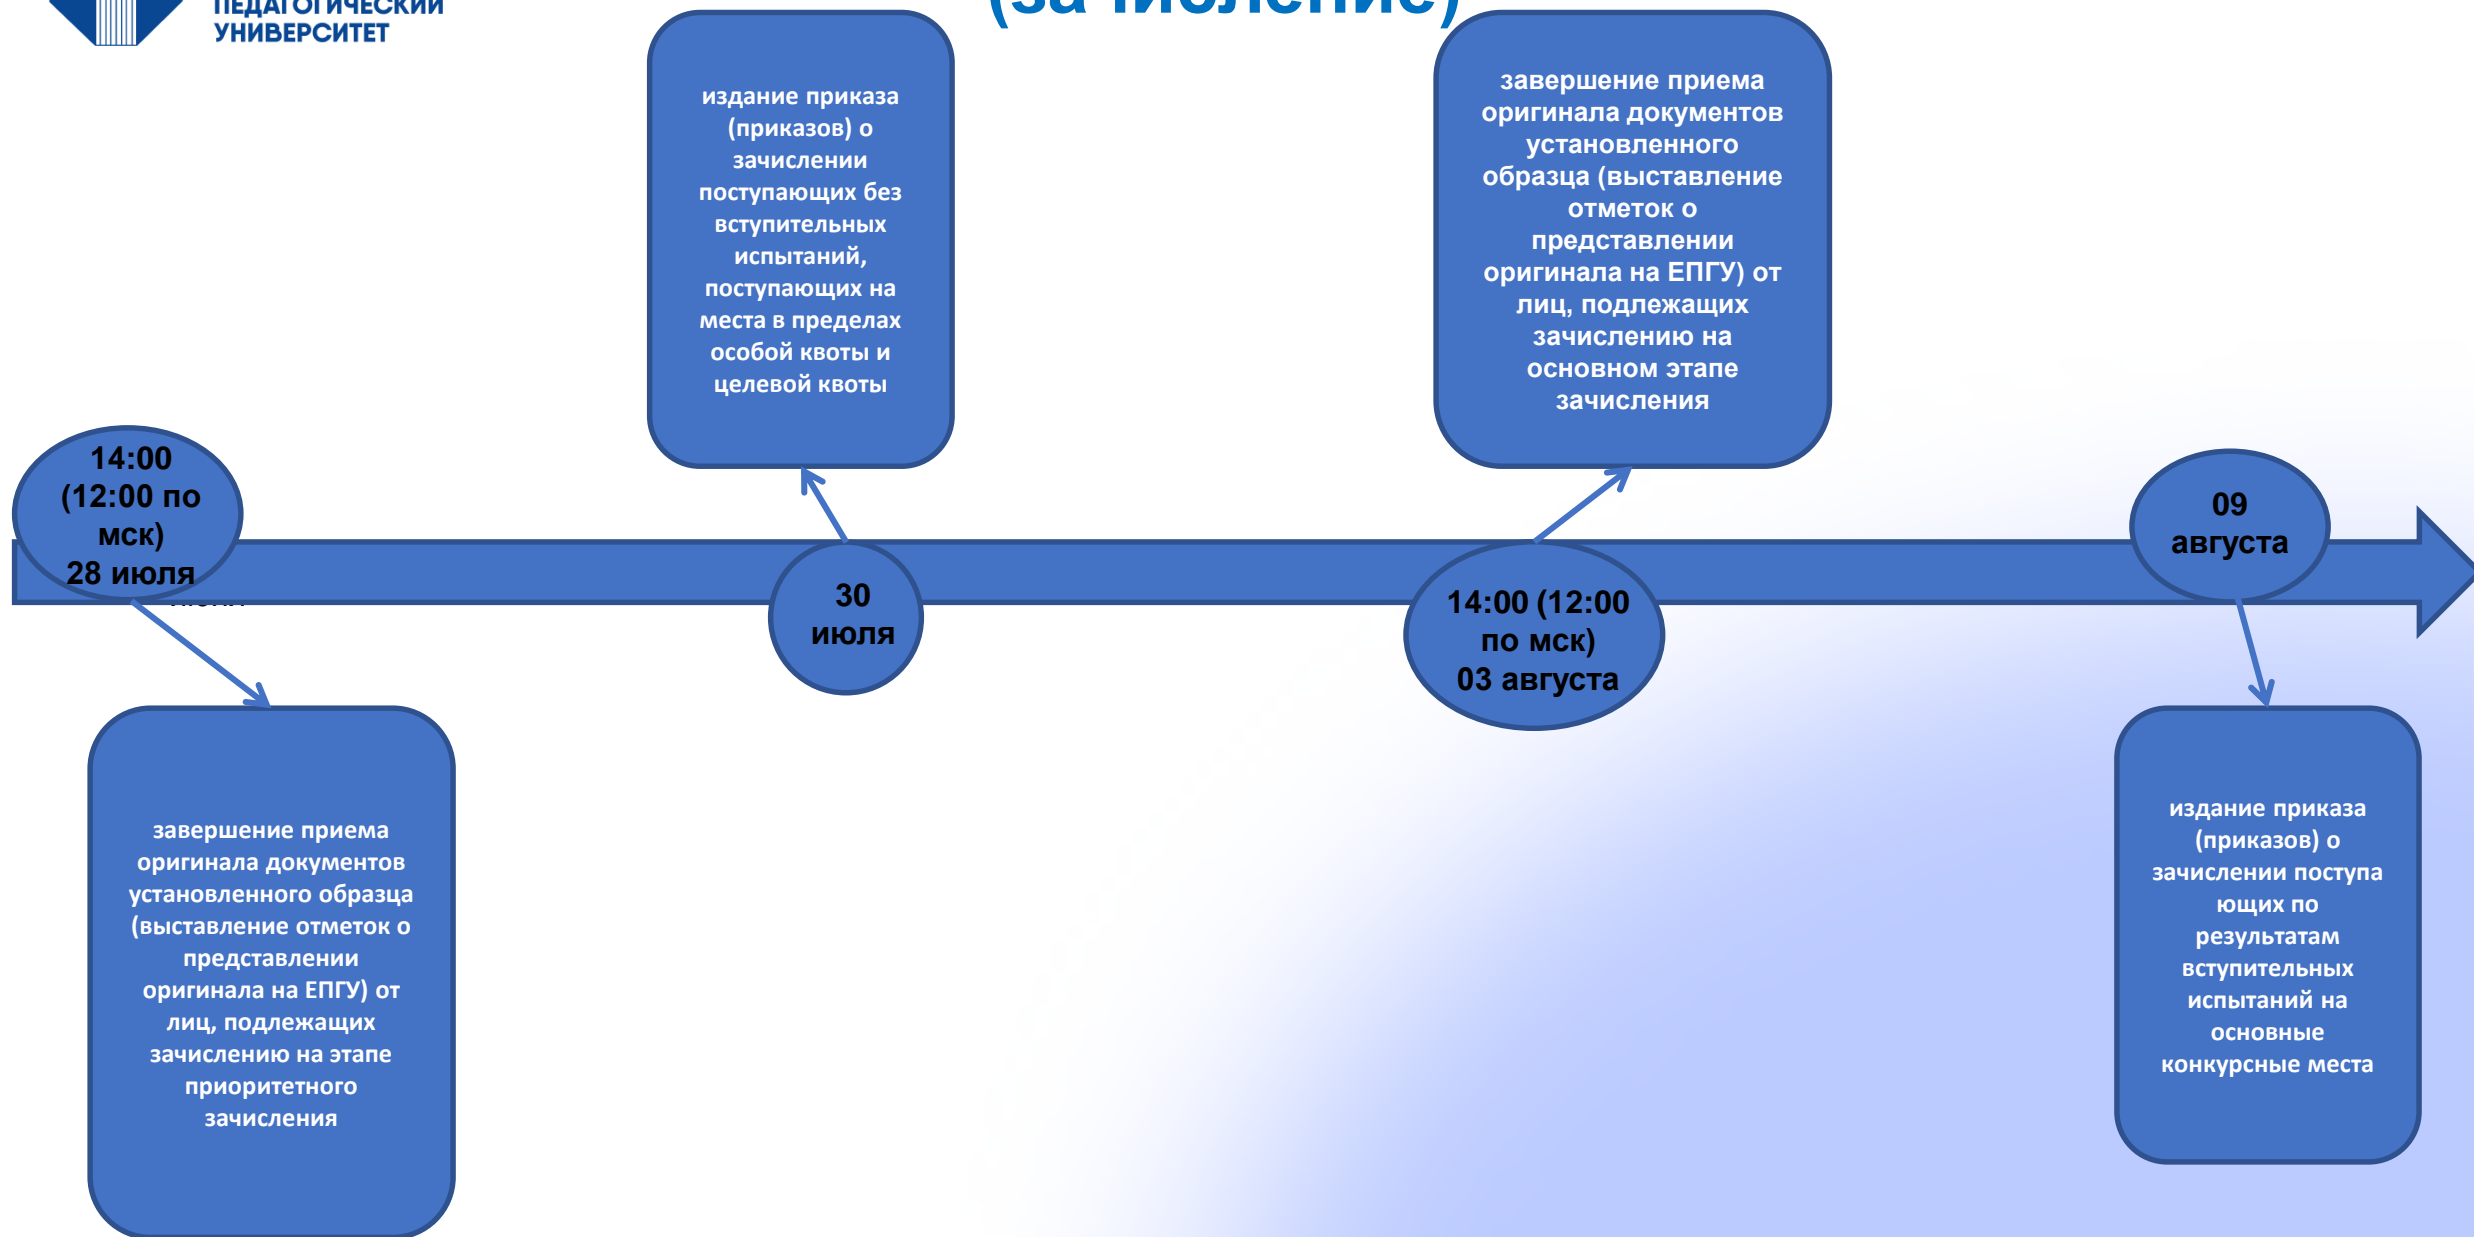 ПЕДАГОГИЧЕСКИЙ
УНИВЕРСИТЕТ
(зачисление)
издание приказа
(приказов) о
зачислении
поступающих без
вступительных
испытаний,
поступающих на
места в пределах
особой квоты и
целевой квоты
завершение приема
оригинала документов
установленного
образца (выставление
отметок о
представлении
оригинала на ЕПГУ) от
лиц, подлежащих
зачислению на
основном этапе
зачисления
14:00
(12:00 по
мск)
28 июля
30
июля
14:00 (12:00
по мск)
03 августа
09
августа
завершение приема
оригинала документов
установленного образца
(выставление отметок о
представлении
оригинала на ЕПГУ) от
лиц, подлежащих
зачислению на этапе
приоритетного
зачисления
издание приказа
(приказов) о
зачислении поступа
ющих по
результатам
вступительных
испытаний на
основные
конкурсные места